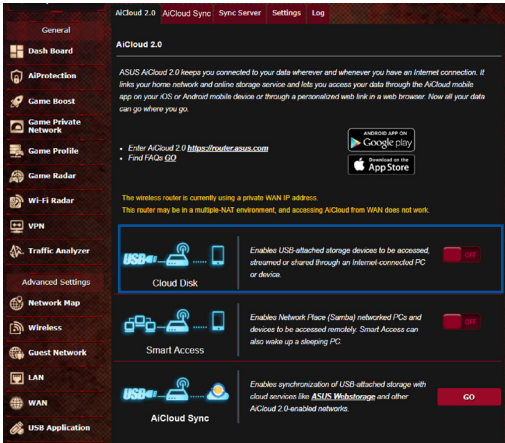 AiCloud 2.0 AiCloud Sync Sync Server Settings Log
General
Dash Board
AiProtection
Game Boost
Game Private
Network
Game Profile
Game Radar
Wi-Fi Radar
VPN
Traffic Analyzer
Advanced Settings
Network Map
Wireless
Guest Network
LAN
WAN
USB Application
AiCloud 2.0
ASUS AiCloud 2.0 keeps you connected to your data wherever and whenever you have an Internet connection. It
links your home network and online storage service and lets you access your data through the AiCloud mobile
app on your iOS or Android mobile device or through a personalized web link in a web browser. Now all your data
can go where you go.
• Enter AiCloud 2.0 https://router.asus.com
• Find FAQs GO
ANDROID APP ON
Google play
Download on the
App Store
The wireless router is currently using a private WAN IP address.
This router may be in a multiple-NAT environment, and accessing AiCloud from WAN does not work.
USB
Cloud Disk
Enables USB-attached storage devices to be accessed,
streamed or shared through an Internet-connected PC
or device.
OFF
Smart Access
Enables Network Place (Samba) networked PCs and
devices to be accessed remotely. Smart Access can
also wake up a sleeping PC.
OFF
USB
AiCloud Sync
Enables synchronization of USB-attached storage with
cloud services like ASUS Webstorage and other
AiCloud 2.0-enabled networks.
GO